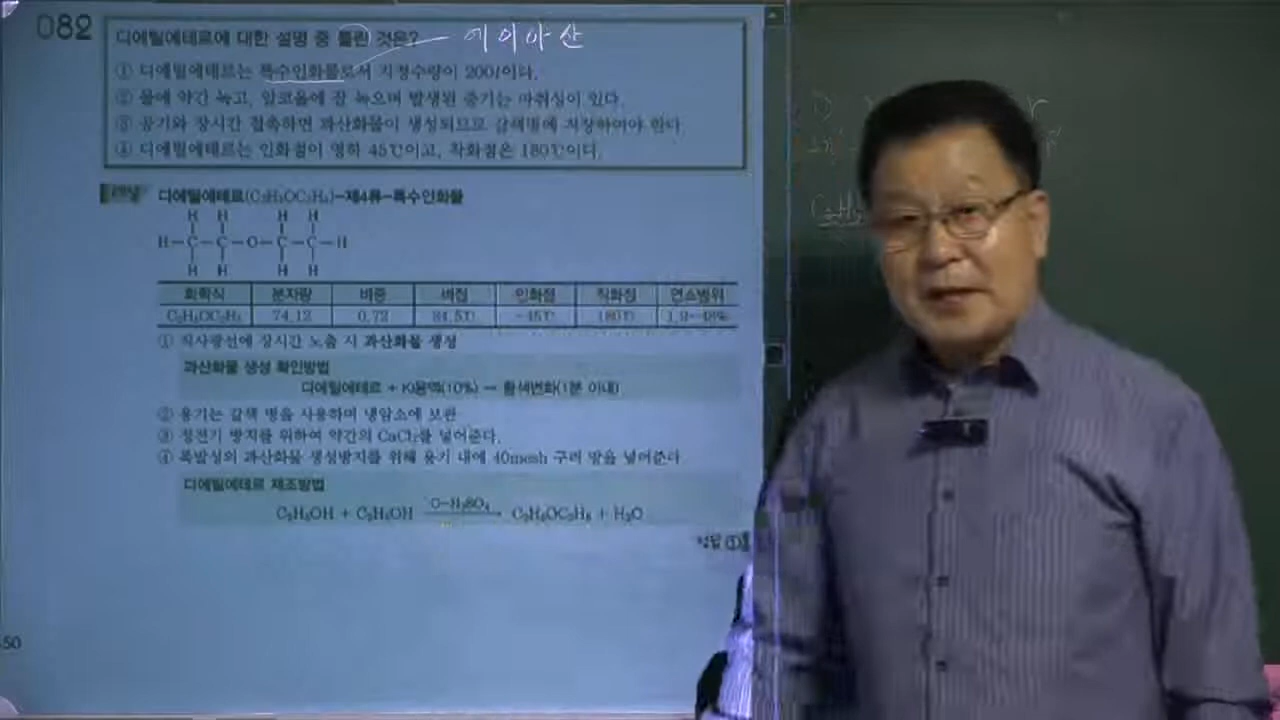 082
디에틸에테르에 대한 설명 중 틀린 것은?
에이아산
① 디에틸에테르는 특수인화물로서 지정수량이 200l이다.
② 물에 약간 녹고, 알코올에 잘 녹으며 발생된 증기는 마취성이 있다.
③ 공기와 장시간 접촉하면 과산화물이 생성되므로 갈색병에 저장하여야 한다.
④ 디에틸에테르는 인화점이 영하 45℃이고, 착화점은 180℃이다.
해설 디에틸에테르(C₂H₅OC₂H₅)-제4류-특수인화물
H H H H
H-C-C-O-C-C-H
H H H H
화학식 분자량 비중 비점 인화점 착화점 연소범위
C₂H₅OC₂H₅ 74.12 0.72 34.5℃ -45℃ 180℃ 1.9~48%
① 직사광선에 장시간 노출 시 과산화물 생성
과산화물 생성 확인방법
디에틸에테르 + KI용액(10%) → 황색변화(1분 이내)
② 용기는 갈색 병을 사용하며 냉암소에 보관
③ 정전기 방지를 위하여 약간의 CaCl₂를 넣어준다.
④ 폭발성의 과산화물 생성방지를 위해 용기 내에 40mesh 구리 망을 넣어준다.
디에틸에테르 제조방법
C-H₂SO₄
C₂H₅OH + C₂H₅OH → C₂H₅OC₂H₅ + H₂O
정답 ①
50
C₂H₅